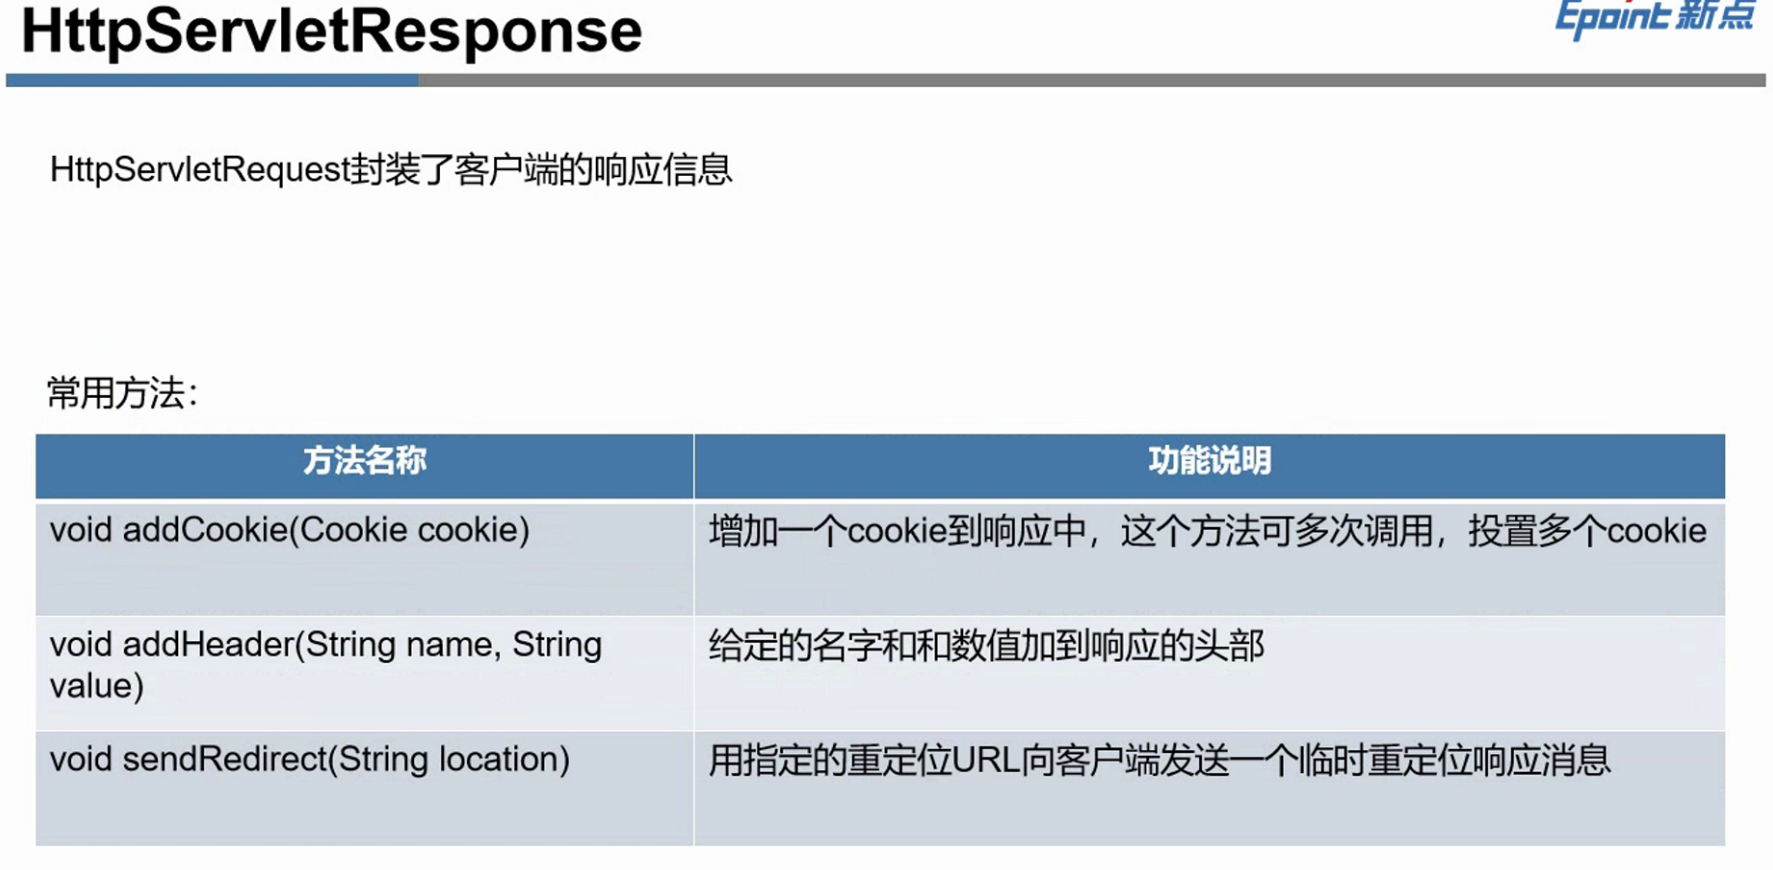 HttpServletResponse
Epoint 新点
HttpServletRequest封装了客户端的响应信息
常用方法：
方法名称
功能说明
void addCookie(Cookie cookie)
增加一个cookie到响应中，这个方法可多次调用，投置多个cookie
void addHeader(String name, String
value)
给定的名字和和数值加到响应的头部
void sendRedirect(String location)
用指定的重定位URL向客户端发送一个临时重定位响应消息